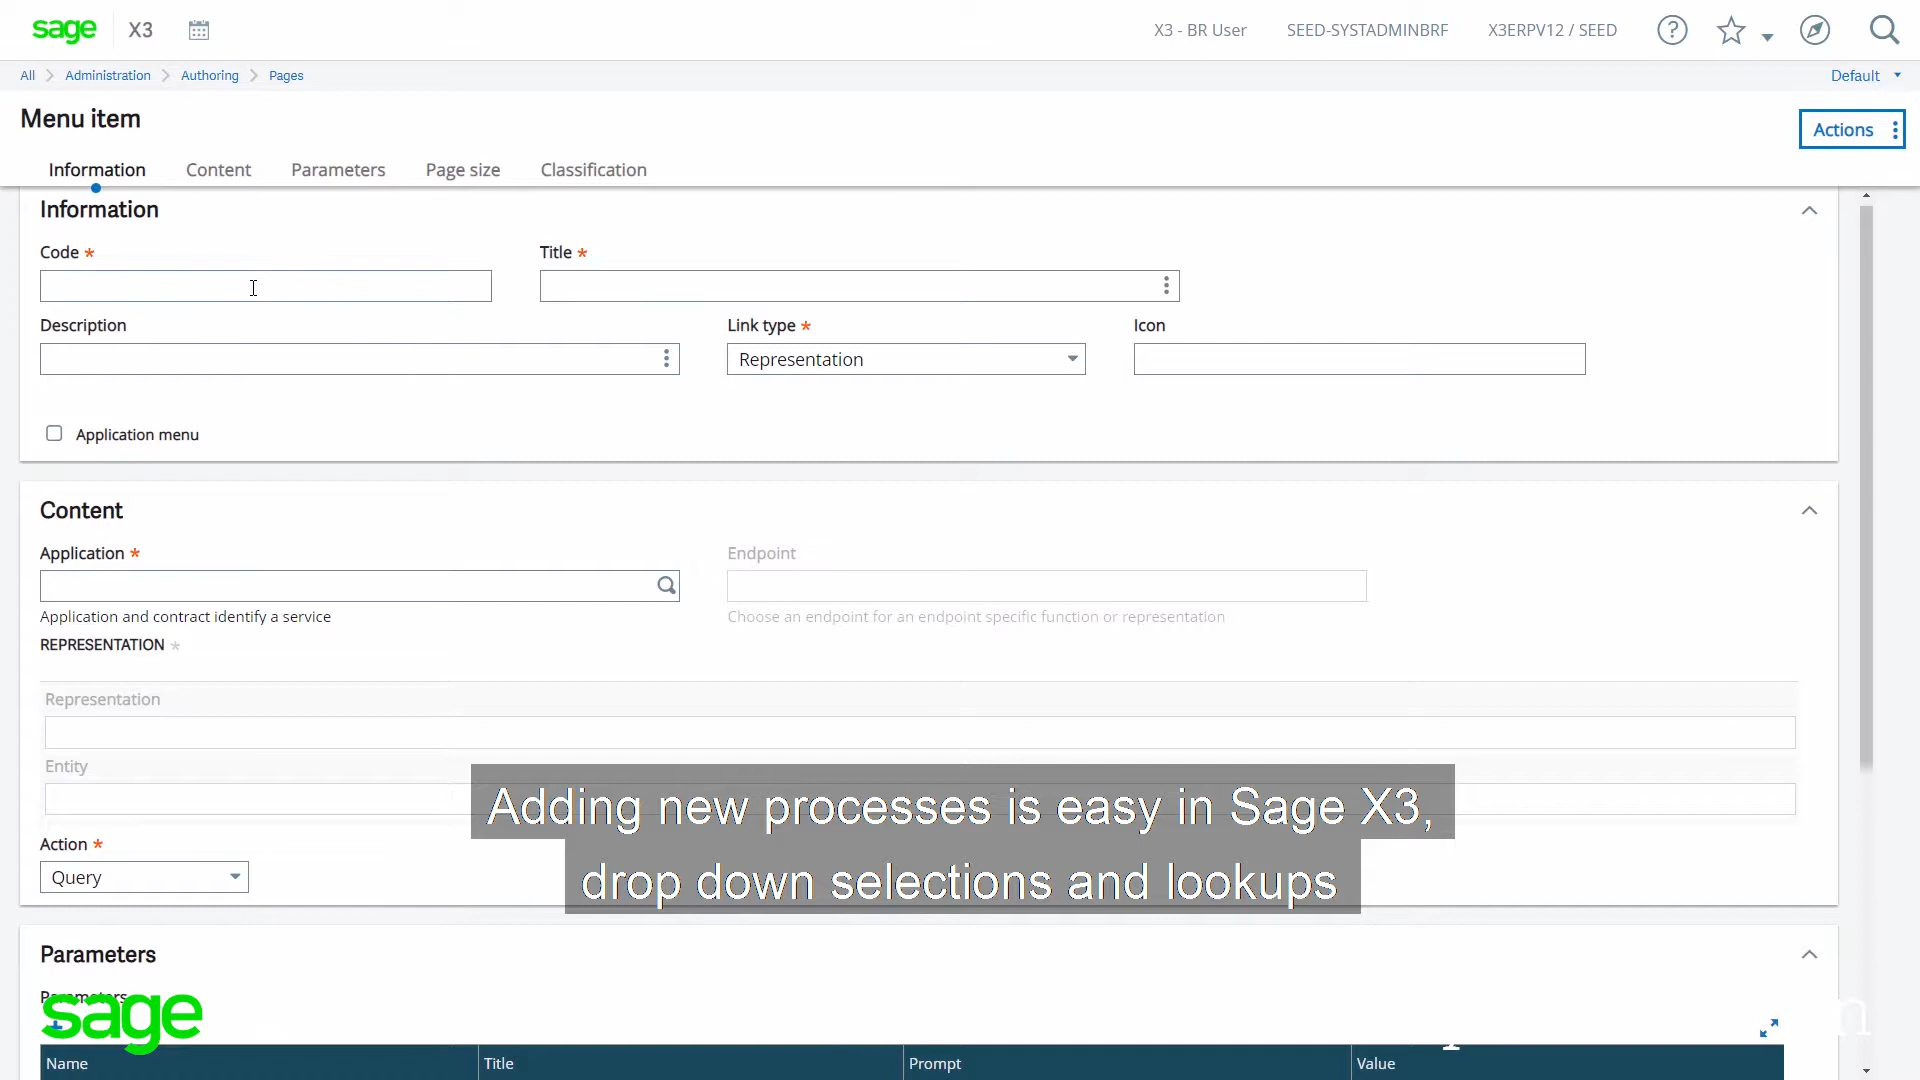 sage X3 X3 - BR User SEED-SYSTADMINBRF X3ERPV12 / SEED
All Administration Authoring Pages Default
Menu item
Actions
Information Content Parameters Page size Classification
Information
Code * Title *
Description Link type * Icon
Representation
Application menu
Content
Application * Endpoint
Application and contract identify a service Choose an endpoint for an endpoint specific function or representation
REPRESENTATION *
Representation
Entity
Adding new processes is easy in Sage X3,
Action *
Query
drop down selections and lookups
Parameters
Parameters
sage
Name Title Prompt Value